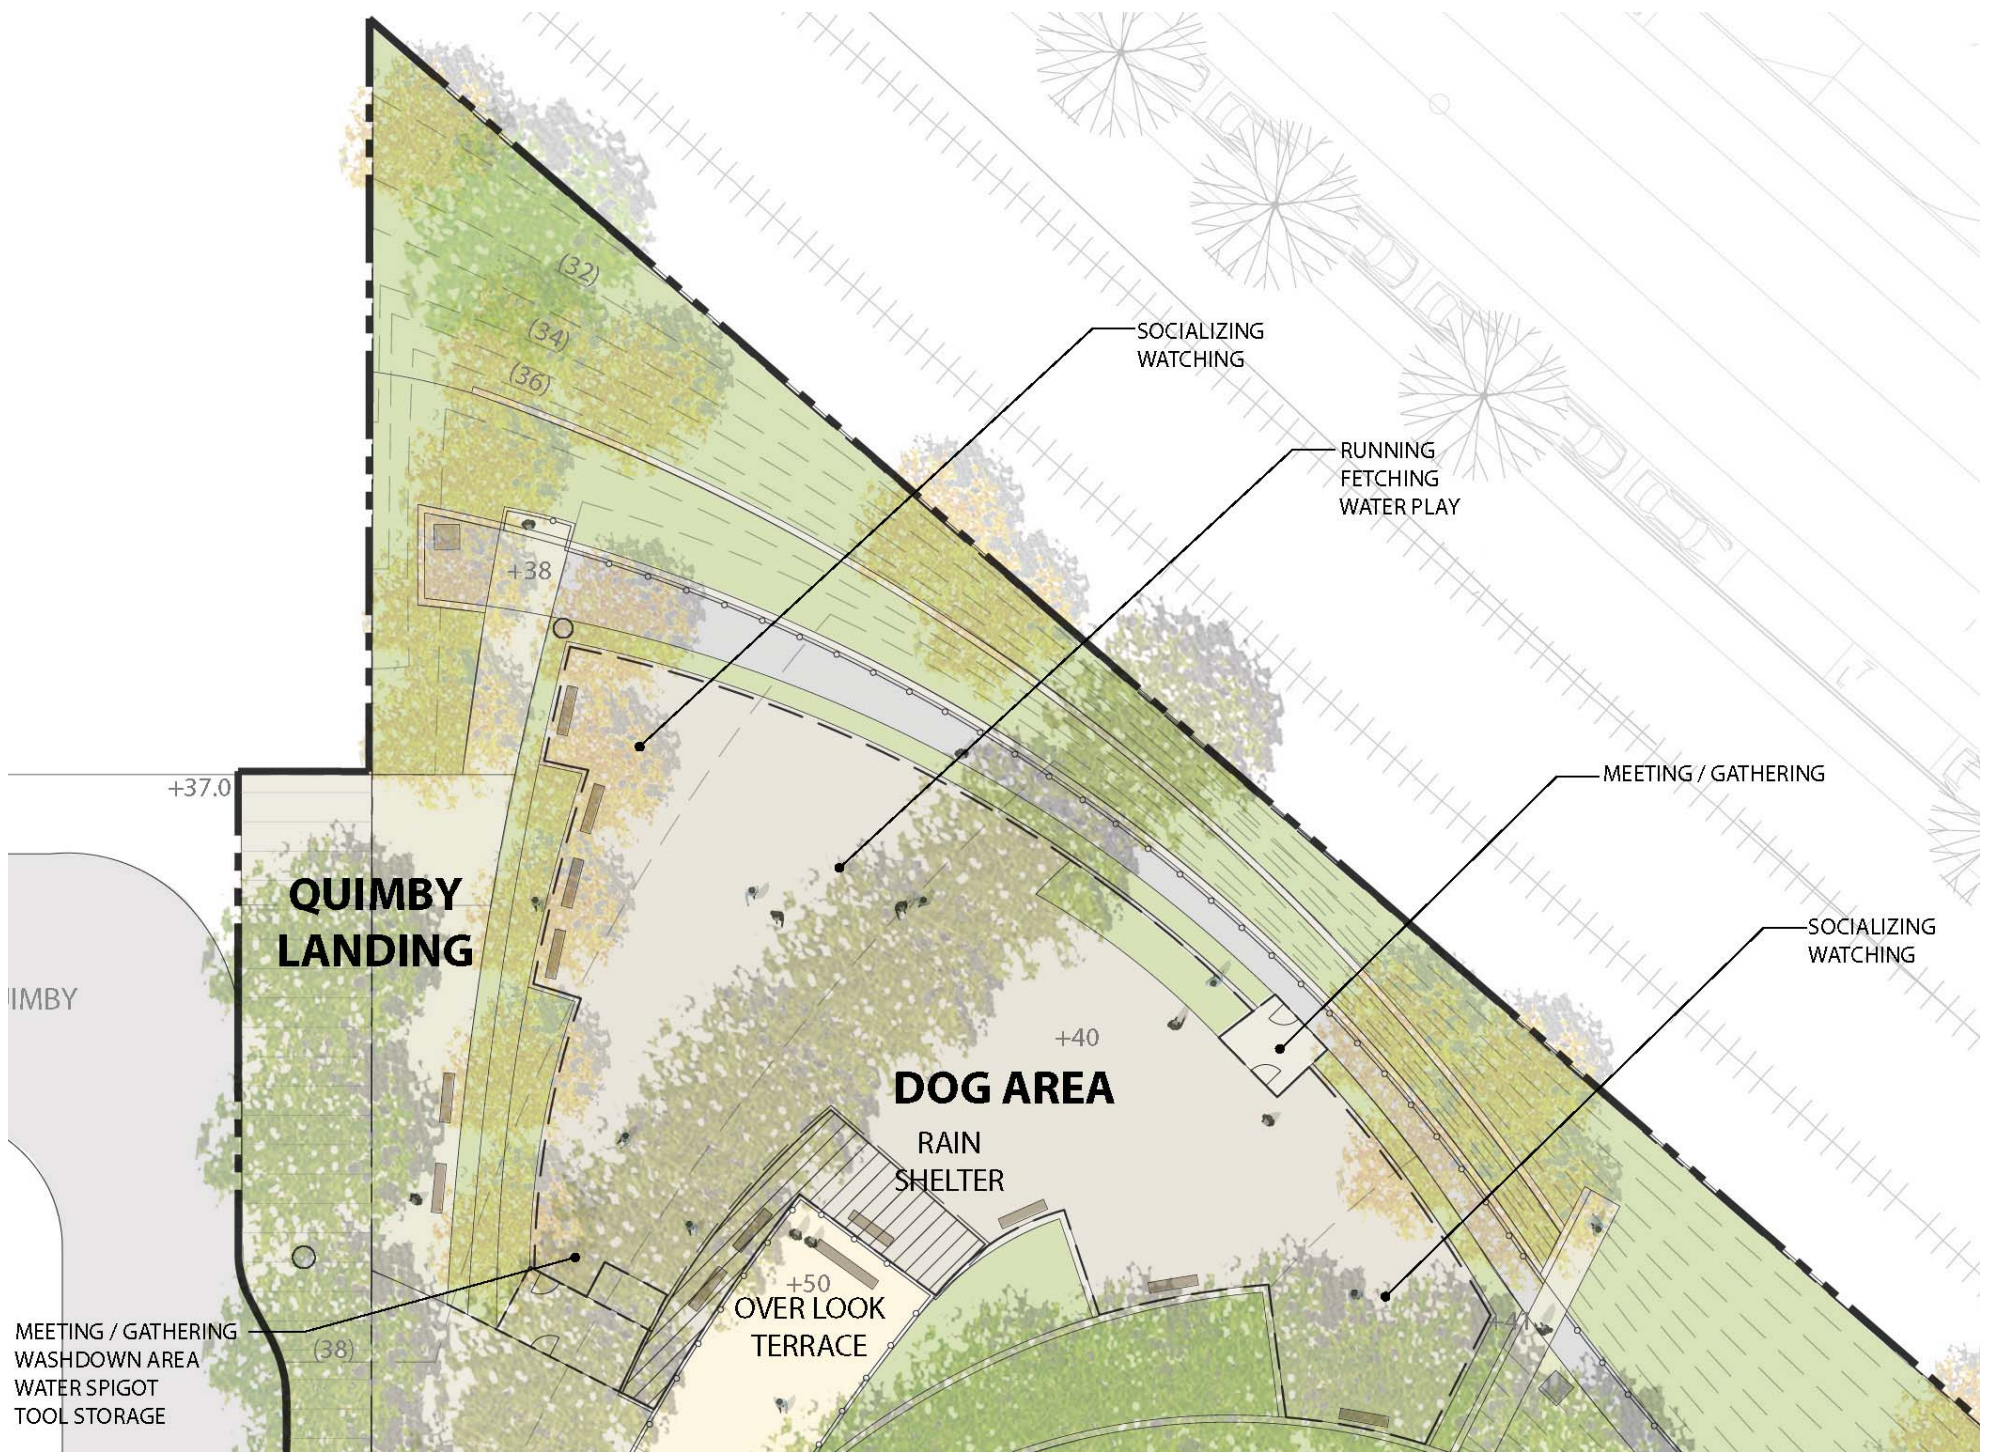 (32)
(34)
(36)
SOCIALIZING
WATCHING
RUNNING
FETCHING
WATER PLAY
+38
+37.0
MEETING / GATHERING
QUIMBY
LANDING
SOCIALIZING
WATCHING
IMBY
+40
DOG AREA
RAIN
SHELTER
+50
OVER LOOK
TERRACE
+41
MEETING / GATHERING
WASHDOWN AREA
WATER SPIGOT
TOOL STORAGE
(38)